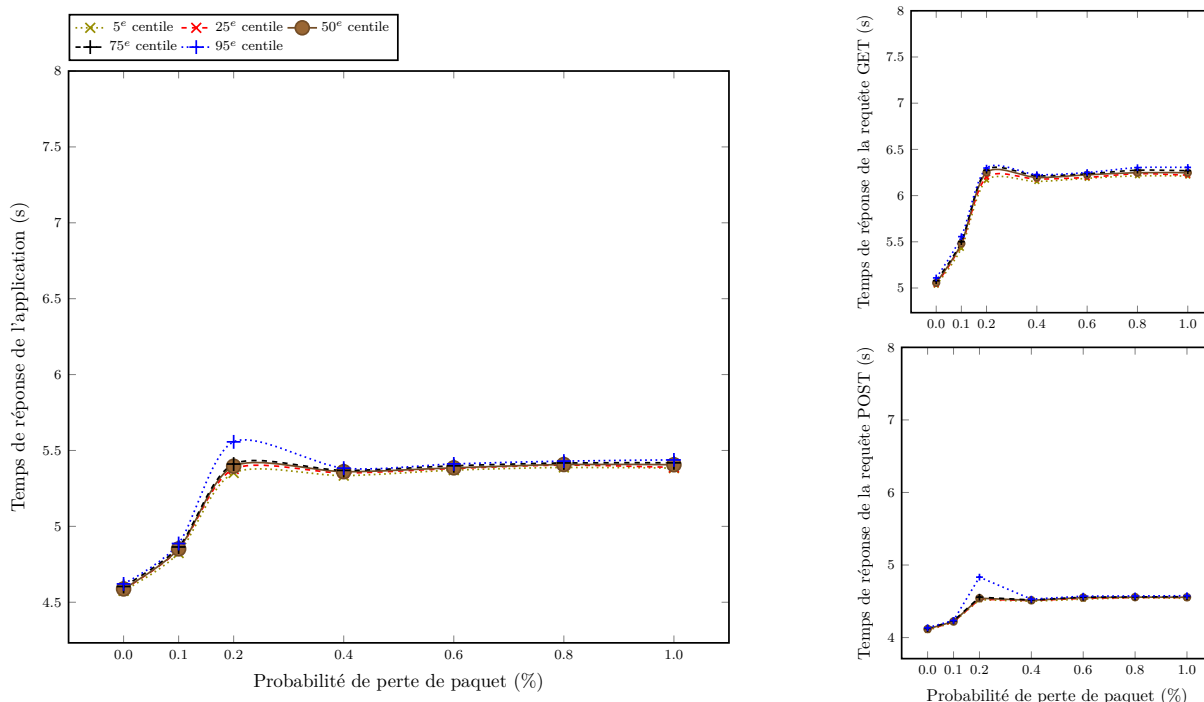 5e centile 25e centile 50e centile
75e centile 95e centile
Temps de réponse de l'application (s)
8
7.5
7
6.5
6
5.5
5
4.5
0.0 0.1 0.2 0.4 0.6 0.8 1.0
Probabilité de perte de paquet (%)
Temps de réponse de la requête GET (s)
8
7.5
7
6.5
6
5.5
5
0.0 0.1 0.2 0.4 0.6 0.8 1.0
Temps de réponse de la requête POST (s)
8
7
6
5
4
0.0 0.1 0.2 0.4 0.6 0.8 1.0
Probabilité de perte de paquet (%)